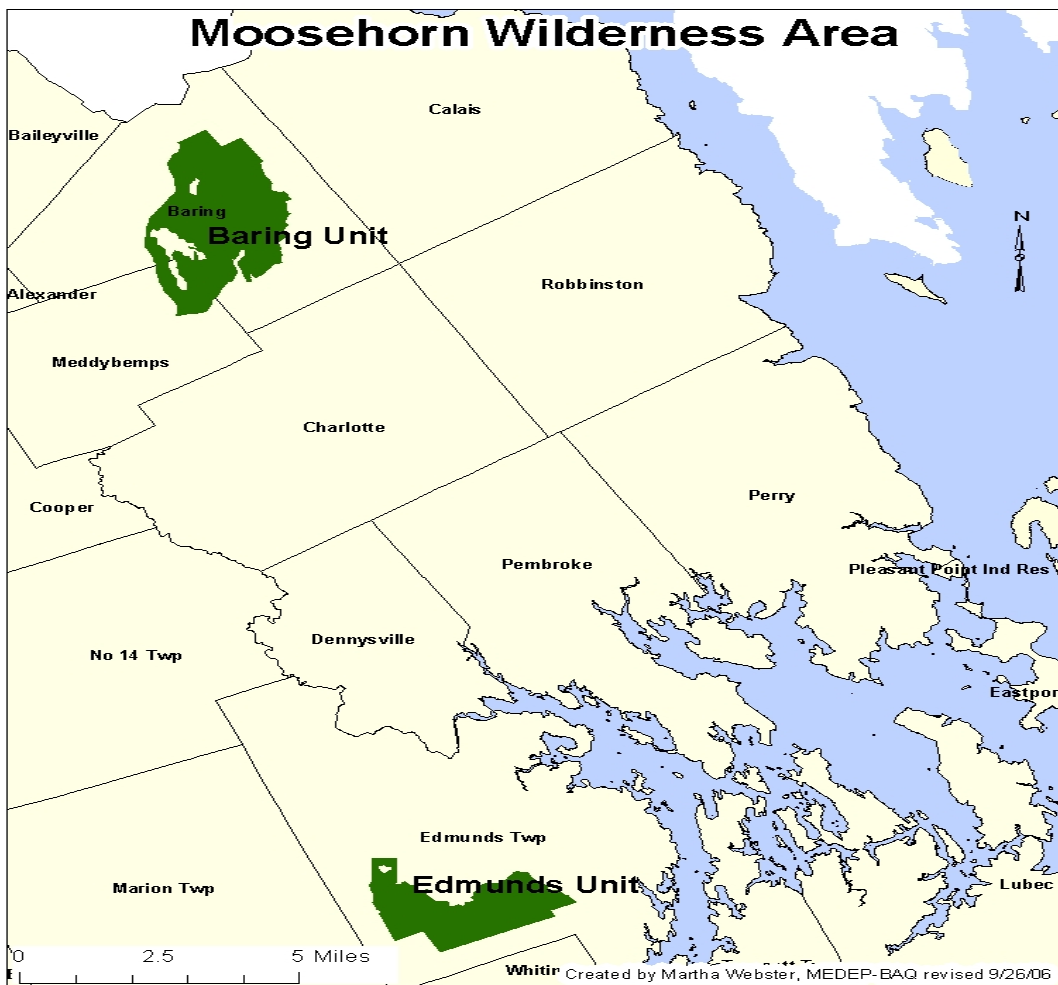 Moosehorn Wilderness Area
Calais
Baileyville
Baring
Baring Unit
N
Robbinston
Alexander
Meddybemps
Charlotte
Perry
Cooper
Pembroke
Pleasant Point Ind Res
Dennysville
No 14 Twp
Eastpor
Edmunds Twp
Edmunds Unit
Marion Twp
Lubec
0 2.5 5 Miles
Whitin
Created by Martha Webster, MEDEP-BAQ revised 9/26/06